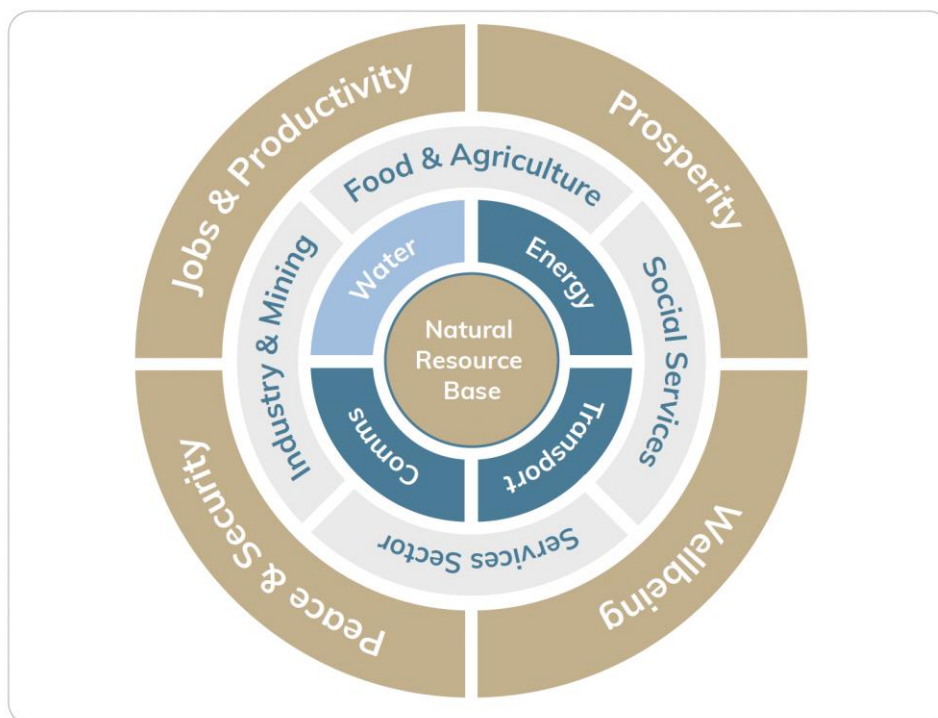 Jobs & Productivity
Prosperity
Wellbeing
Peace & Security
Food & Agriculture
Social Services
Services Sector
Industry & Mining
Water
Energy
Transport
Comms
Natural
Resource
Base